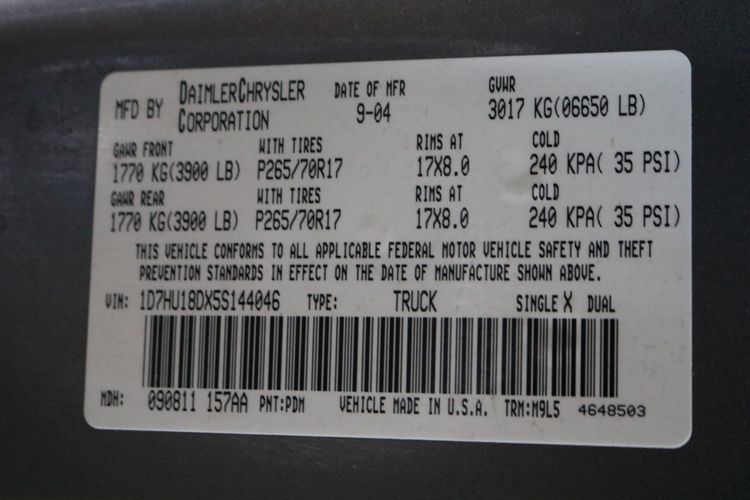 MFD BY DAIMLERCHRYSLER CORPORATION DATE OF MFR 9-04 GVWR 3017 KG(06650 LB)
GAWR FRONT WITH TIRES RIMS AT COLD
1770 KG(3900 LB) P265/70R17 17X8.0 240 KPA( 35 PSI)
GAWR REAR WITH TIRES RIMS AT COLD
1770 KG(3900 LB) P265/70R17 17X8.0 240 KPA( 35 PSI)
THIS VEHICLE CONFORMS TO ALL APPLICABLE FEDERAL MOTOR VEHICLE SAFETY AND THEFT
PREVENTION STANDARDS IN EFFECT ON THE DATE OF MANUFACTURE SHOWN ABOVE.
VIN: 1D7HU18DX5S144046 TYPE: TRUCK SINGLE X DUAL
MDH: 090811 157AA PNT:PDM VEHICLE MADE IN U.S.A. TRM:M9L5 4648503